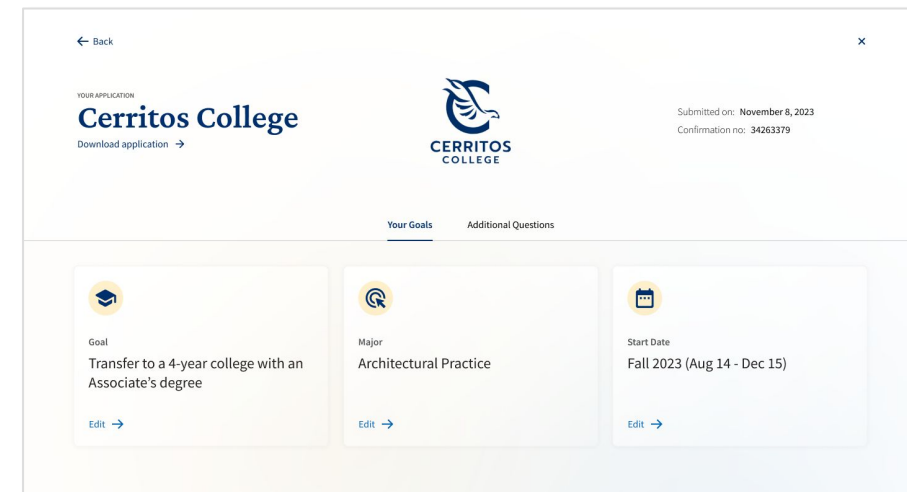 ← Back
×
YOUR APPLICATION
Cerritos College
Download application →
CERRITOS
COLLEGE
Submitted on: November 8, 2023
Confirmation no: 34263379
Your Goals
Additional Questions
Goal
Transfer to a 4-year college with an
Associate's degree
Edit →
Major
Architectural Practice
Edit →
Start Date
Fall 2023 (Aug 14 - Dec 15)
Edit →